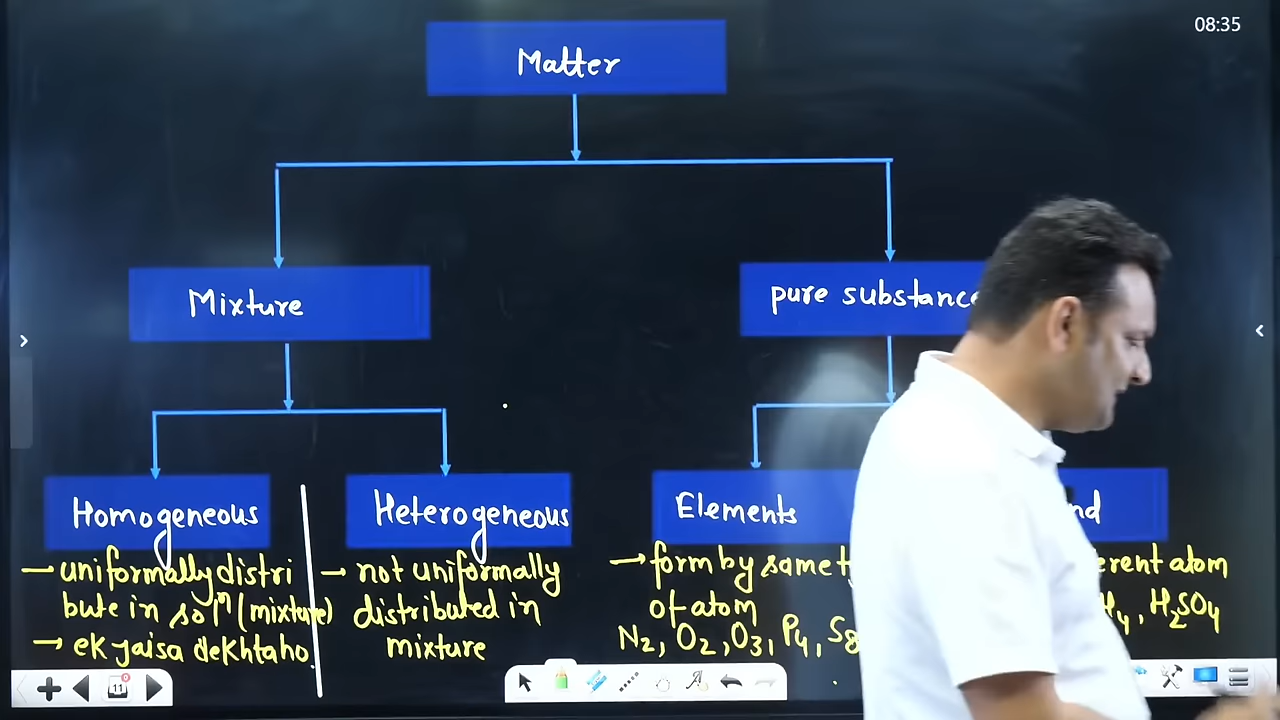 08:35
Matter
Mixture
pure substance
Homogeneous
Heterogeneous
Elements
nd
→ uniformally distri
bute in solⁿ (mixture)
→ ek jaisa dekhta ho.
→ not uniformally
distributed in
mixture
→ form by same t
of atom
N₂, O₂, O₃, P₄, S₈
erent atom
H₄, H₂SO₄
11